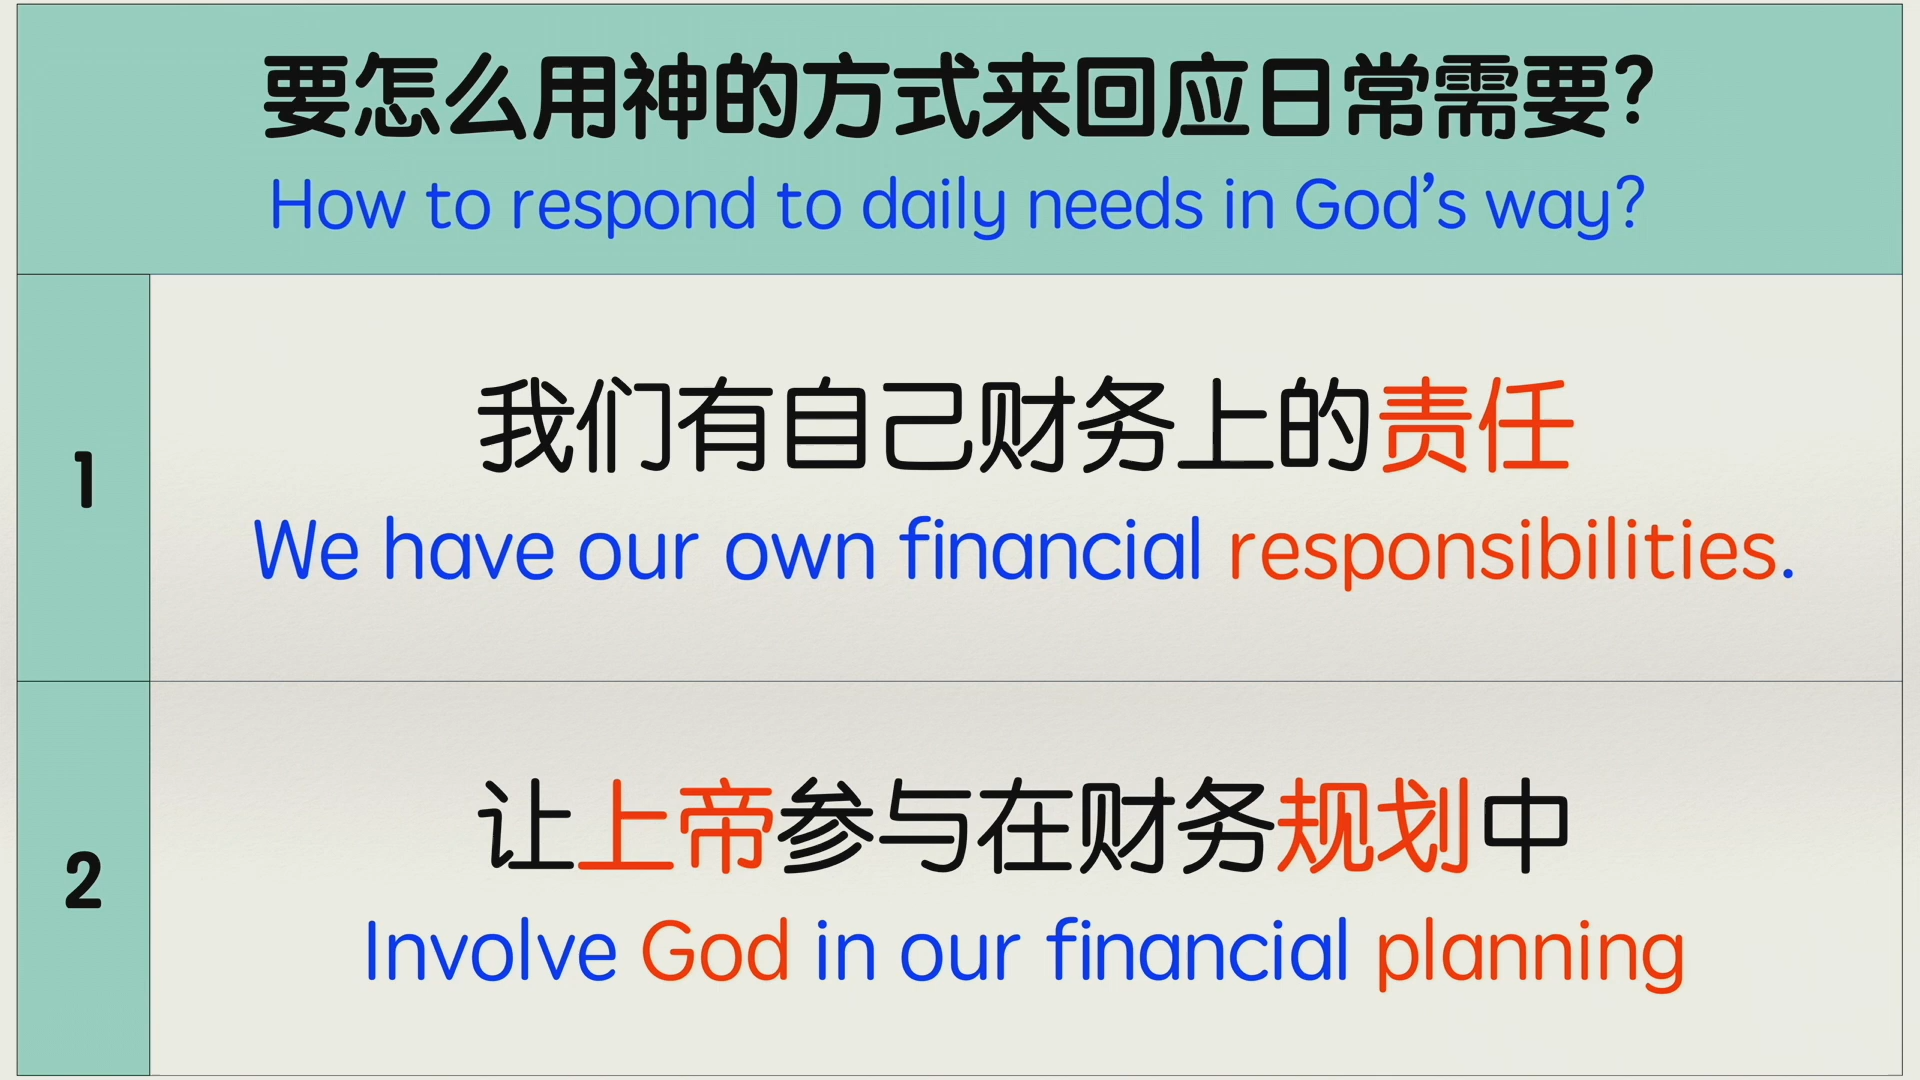 要怎么用神的方式来回应日常需要?
How to respond to daily needs in God’s way?
1
我们有自己财务上的责任
We have our own financial responsibilities.
2
让上帝参与在财务规划中
Involve God in our financial planning